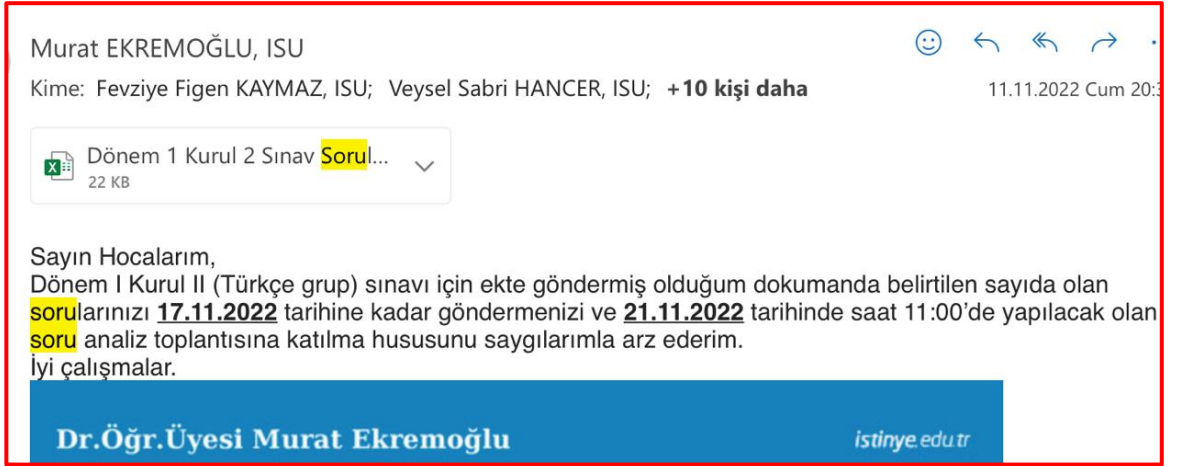 Murat EKREMOĞLU, ISU
Kime: Fevziye Figen KAYMAZ, ISU; Veysel Sabri HANCER, ISU; +10 kişi daha
11.11.2022 Cum 20:
Dönem 1 Kurul 2 Sınav Sorul...
22 KB
Sayın Hocalarım,
Dönem I Kurul II (Türkçe grup) sınavı için ekte göndermiş olduğum dokumanda belirtilen sayıda olan
sorularınızı 17.11.2022 tarihine kadar göndermenizi ve 21.11.2022 tarihinde saat 11:00’de yapılacak olan
soru analiz toplantısına katılma hususunu saygılarımla arz ederim.
İyi çalışmalar.
Dr.Öğr.Üyesi Murat Ekremoğlu
istinye.edu.tr